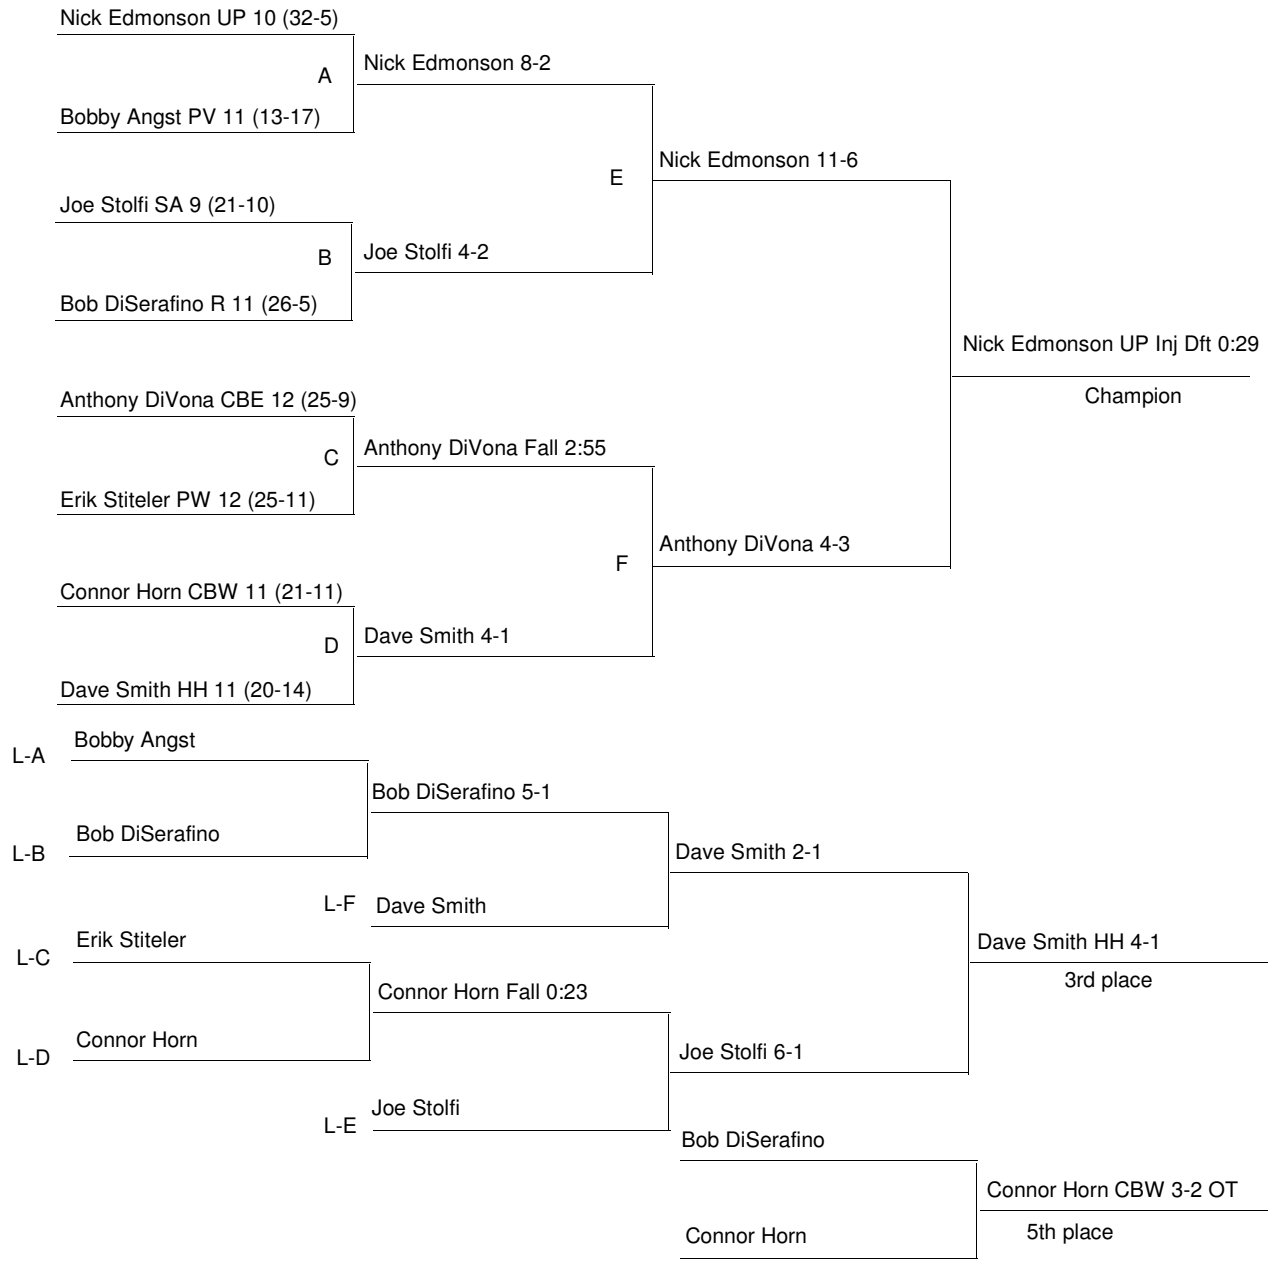 Nick Edmonson UP 10 (32-5)
A
Nick Edmonson 8-2
Bobby Angst PV 11 (13-17)
E
Nick Edmonson 11-6
Joe Stolfi SA 9 (21-10)
B
Joe Stolfi 4-2
Bob DiSerafino R 11 (26-5)
Nick Edmonson UP Inj Dft 0:29
Champion
Anthony DiVona CBE 12 (25-9)
C
Anthony DiVona Fall 2:55
Erik Stiteler PW 12 (25-11)
F
Anthony DiVona 4-3
Connor Horn CBW 11 (21-11)
D
Dave Smith 4-1
Dave Smith HH 11 (20-14)
L-A
Bobby Angst
Bob DiSerafino 5-1
L-B
Bob DiSerafino
Dave Smith 2-1
L-F
Dave Smith
L-C
Erik Stiteler
Dave Smith HH 4-1
3rd place
Connor Horn Fall 0:23
L-D
Connor Horn
Joe Stolfi 6-1
L-E
Joe Stolfi
Bob DiSerafino
Connor Horn CBW 3-2 OT
5th place
Connor Horn